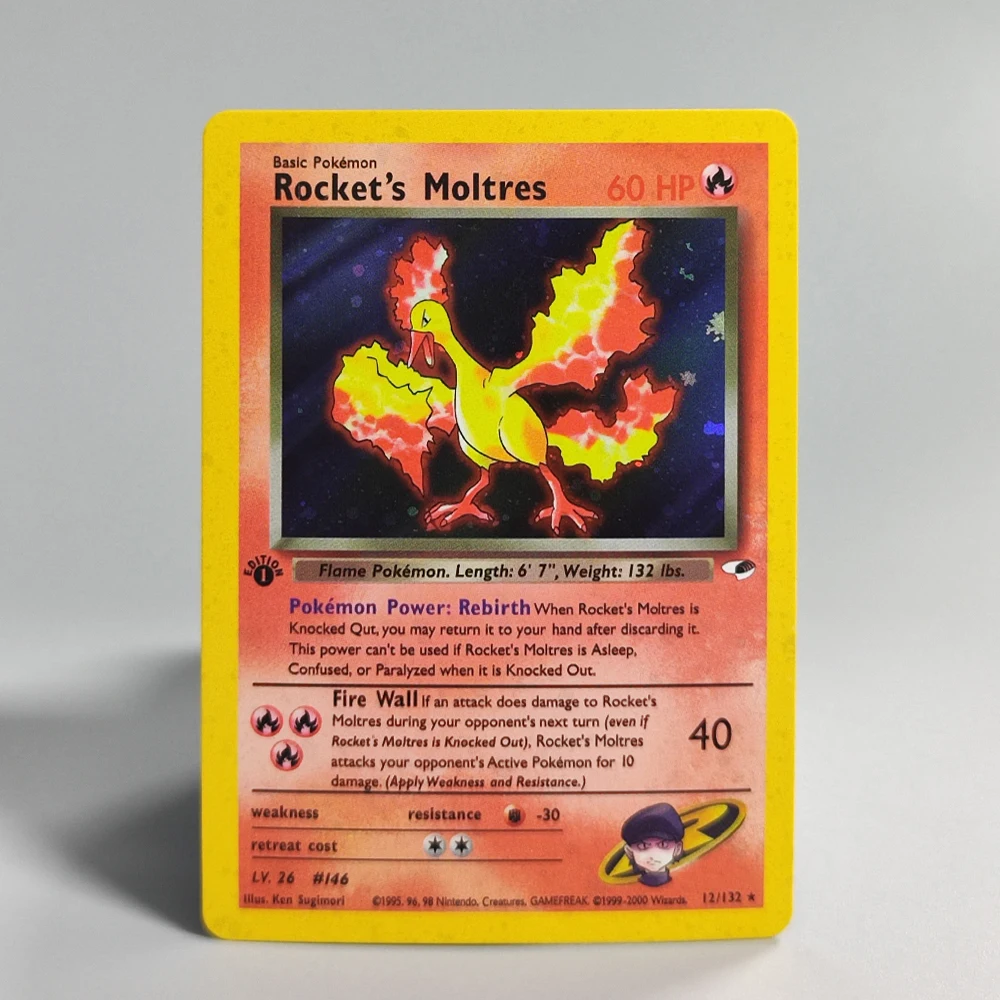 Basic Pokémon
Rocket's Moltres 60 HP
EDITION 1
Flame Pokémon. Length: 6' 7", Weight: 132 lbs.
Pokémon Power: Rebirth When Rocket's Moltres is
Knocked Out, you may return it to your hand after discarding it.
This power can't be used if Rocket's Moltres is Asleep,
Confused, or Paralyzed when it is Knocked Out.
Fire Wall If an attack does damage to Rocket's
Moltres during your opponent's next turn (even if
Rocket's Moltres is Knocked Out), Rocket's Moltres
attacks your opponent's Active Pokémon for 10
damage. (Apply Weakness and Resistance.)
40
weakness resistance -30
retreat cost
LV. 26 #146
Illus. Ken Sugimori ©1995, 96, 98 Nintendo, Creatures, GAMEFREAK. ©1999-2000 Wizards. 12/132 ★